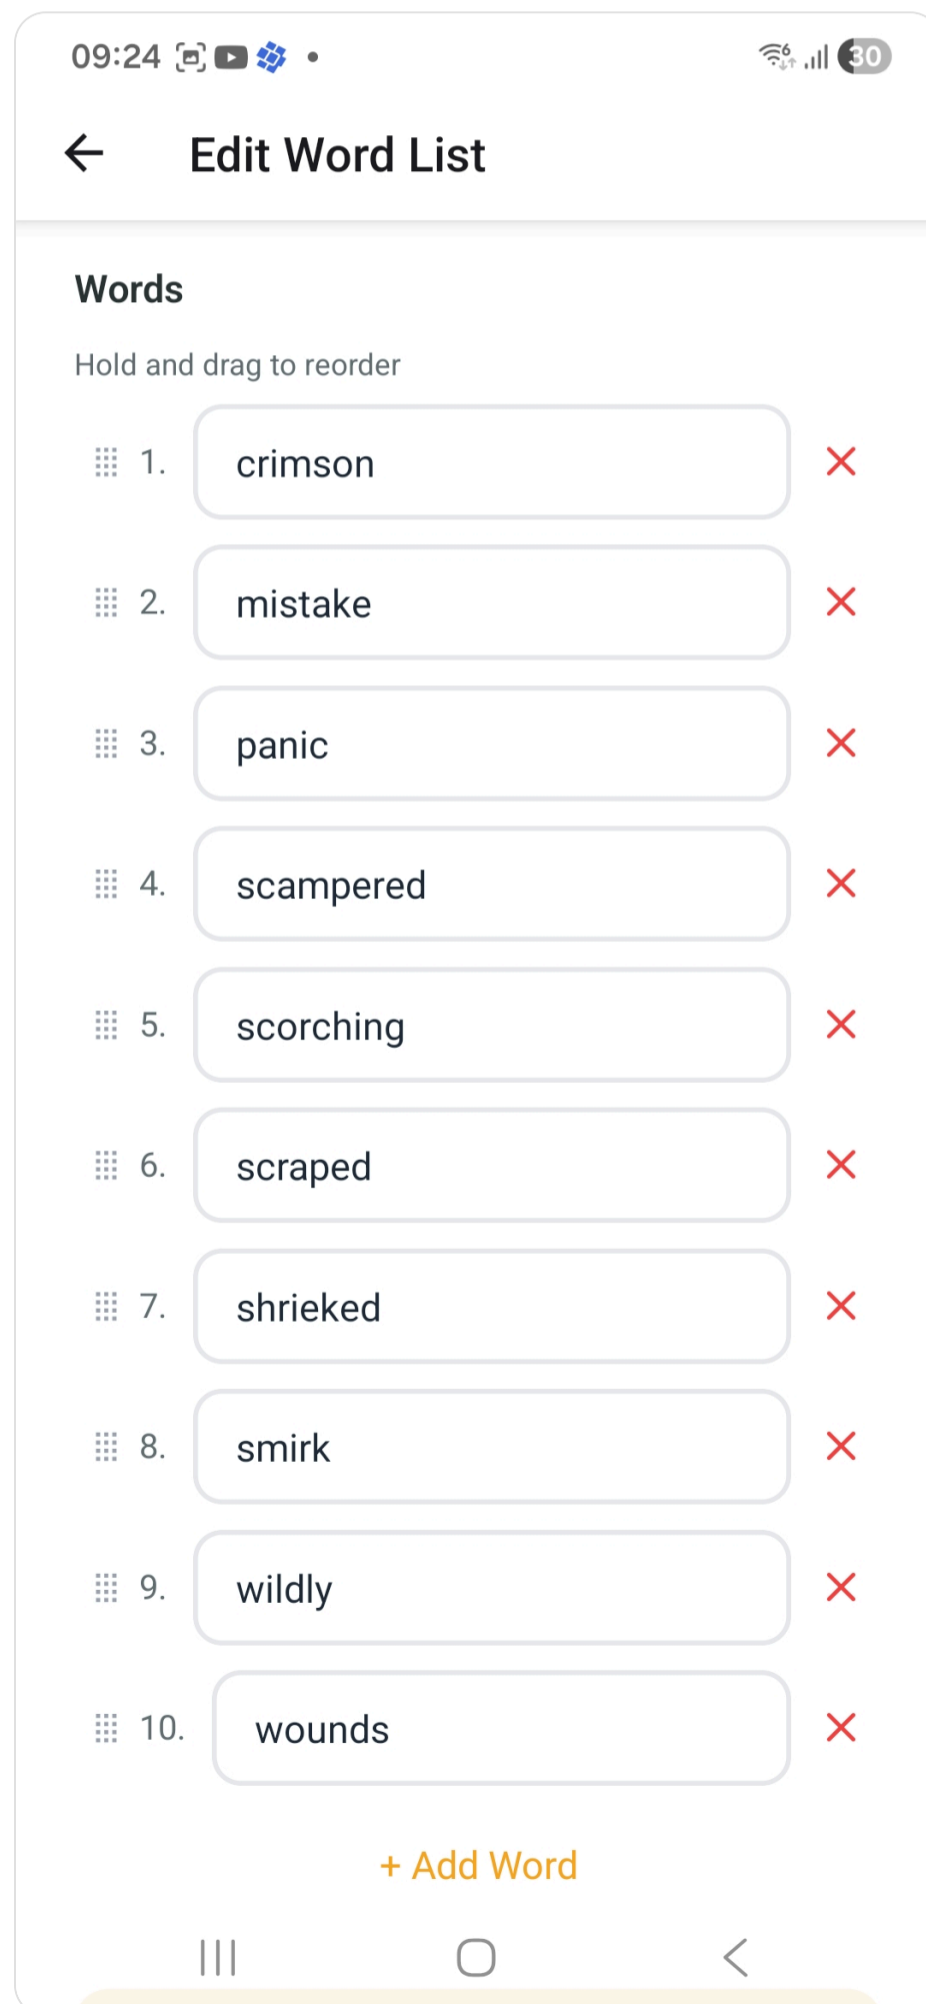 09:24
6
30
Edit Word List
Words
Hold and drag to reorder
1. crimson
2. mistake
3. panic
4. scampered
5. scorching
6. scraped
7. shrieked
8. smirk
9. wildly
10. wounds
+ Add Word